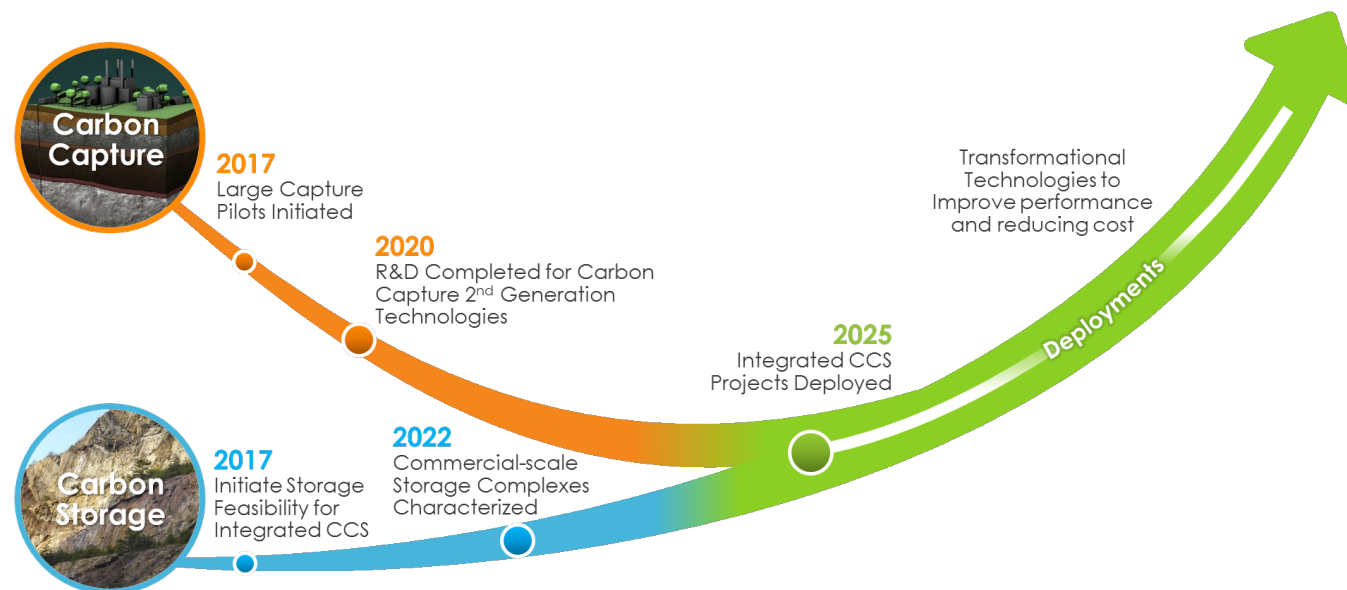 Carbon
Capture
2017
Large Capture
Pilots Initiated
2020
R&D Completed for Carbon
Capture 2nd Generation
Technologies
2025
Integrated CCS
Projects Deployed
Transformational
Technologies to
Improve performance
and reducing cost
Deployments
Carbon
Storage
2017
Initiate Storage
Feasibility for
Integrated CCS
2022
Commercial-scale
Storage Complexes
Characterized